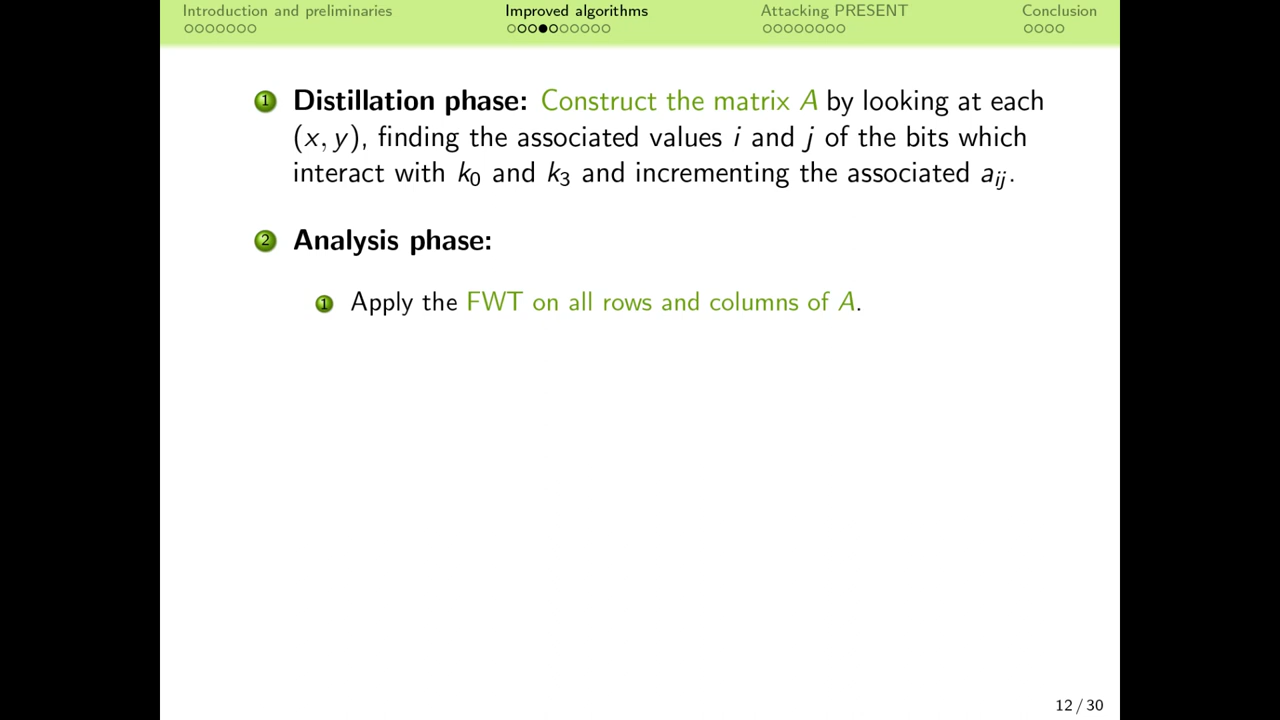 Introduction and preliminaries Improved algorithms Attacking PRESENT Conclusion
1 Distillation phase: Construct the matrix A by looking at each
(x, y), finding the associated values i and j of the bits which
interact with k₀ and k₃ and incrementing the associated aᵢⱼ.
2 Analysis phase:
1 Apply the FWT on all rows and columns of A.
12 / 30